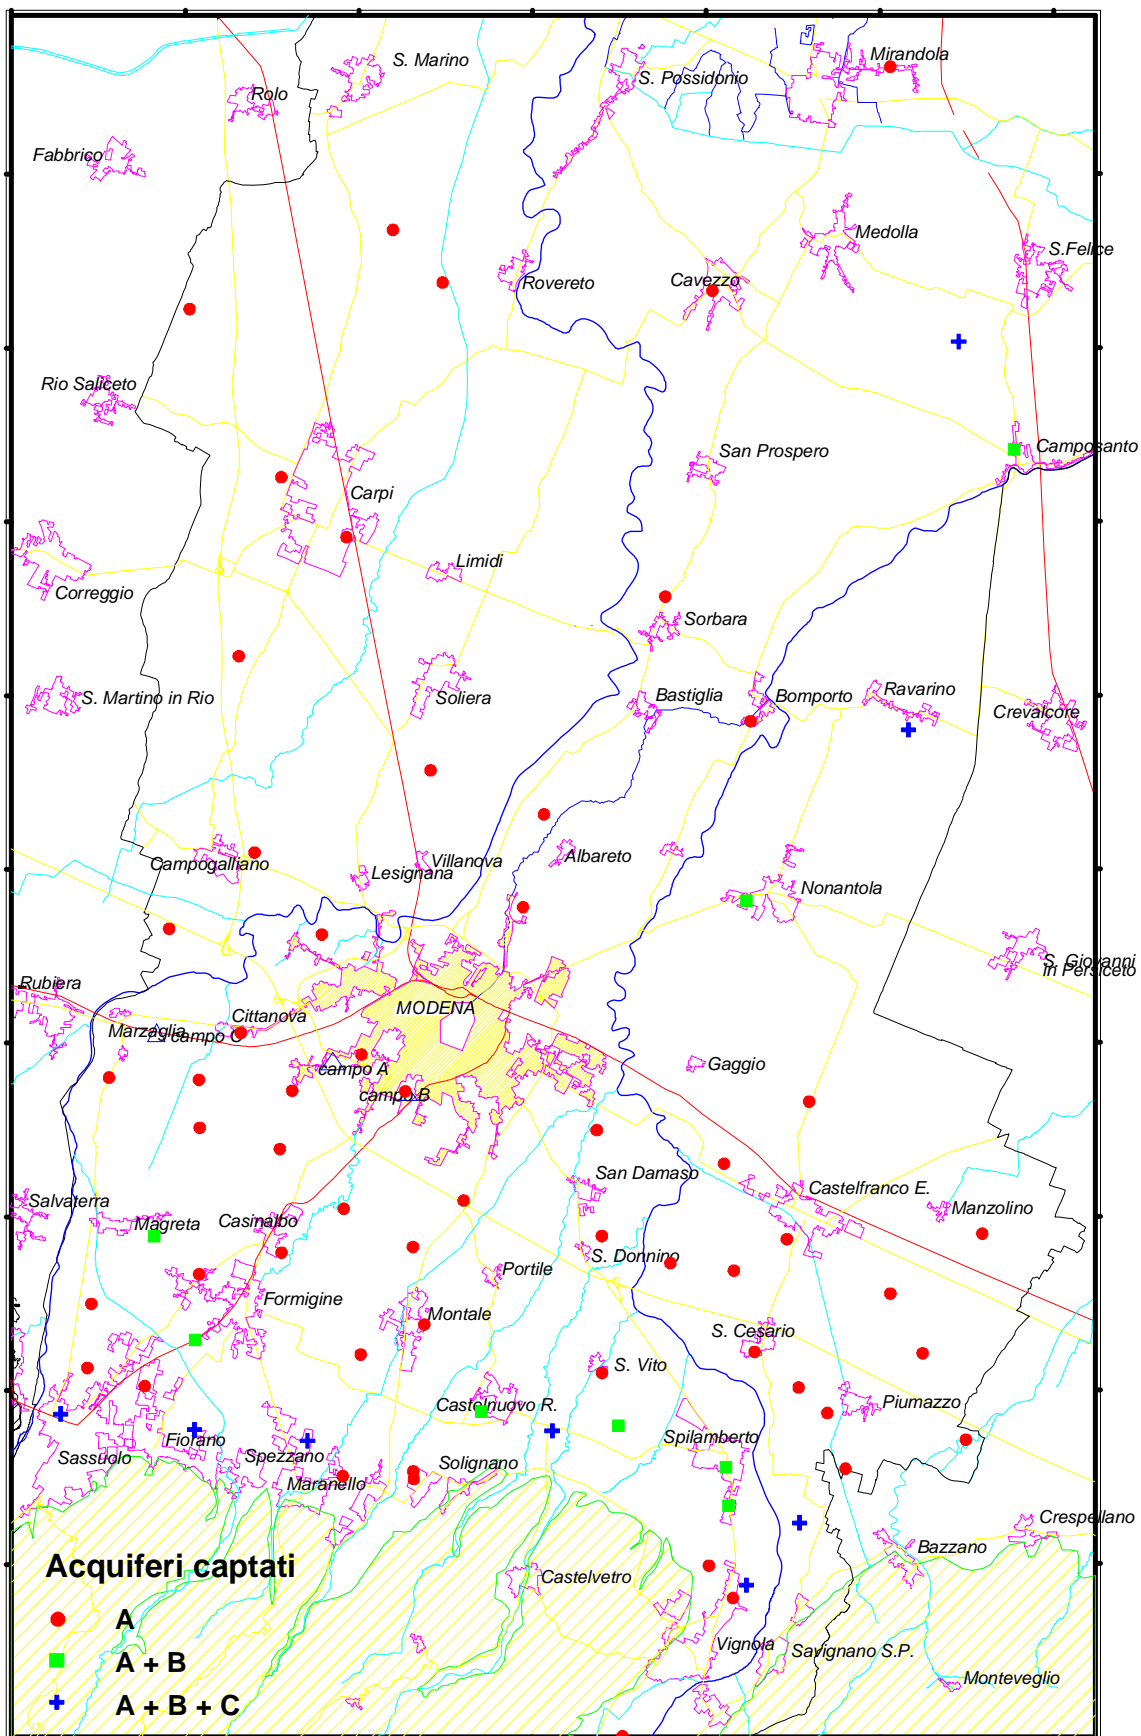 S. Marino
Mirandola
S. Possidonio
Rolo
Fabbrico
Medolla
S.Felice
Rovereto
Cavezzo
Rio Saliceto
San Prospero
Camposanto
Carpi
Limidi
Correggio
Sorbara
S. Martino in Rio
Soliera
Bastiglia
Bomporto
Ravarino
Crevalcore
Campogalliano
Lesignana
Villanova
Albareto
Nonantola
S. Giovanni
in Persiceto
Rubiera
Marzaglia
campo C
Cittanova
MODENA
campo A
campo B
Gaggio
San Damaso
Castelfranco E.
Manzolino
Salvaterra
Magreta
Casinalbo
S. Donnino
Portile
Formigine
Montale
S. Cesario
S. Vito
Piumazzo
Castelnuovo R.
Spilamberto
Fiorano
Sassuolo
Spezzano
Maranello
Solignano
Crespellano
Bazzano
Castelvetro
Vignola
Savignano S.P.
Monteveglio
Acquiferi captati
A
A + B
A + B + C